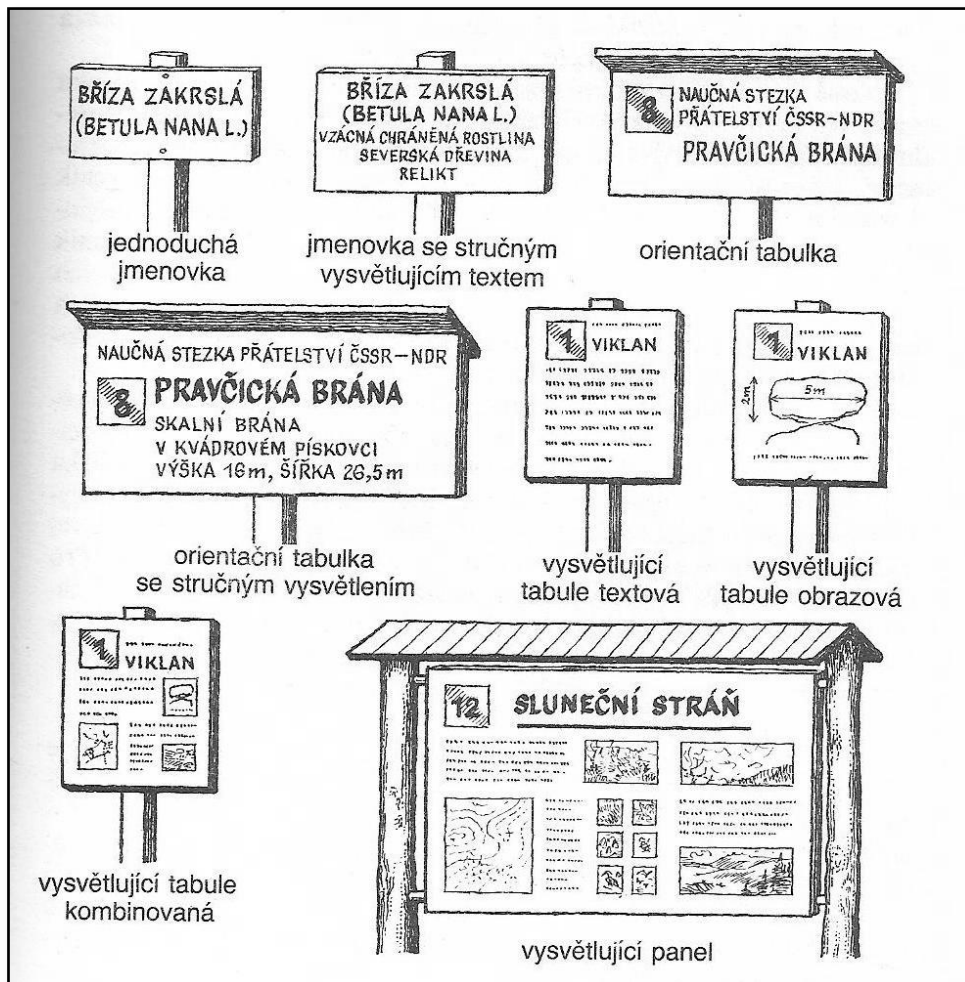 BŘÍZA ZAKRSLÁ
(BETULA NANA L.)
jednoduchá
jmenovka
BŘÍZA ZAKRSLÁ
(BETULA NANA L.)
VZÁCNÁ CHRÁNĚNÁ ROSTLINA
SEVERSKÁ DŘEVINA
RELIKT
jmenovka se stručným
vysvětlujícím textem
8
NAUČNÁ STEZKA
PŘÁTELSTVÍ ČSSR-NDR
PRAVČICKÁ BRÁNA
orientační tabulka
NAUČNÁ STEZKA PŘÁTELSTVÍ ČSSR-NDR
8
PRAVČICKÁ BRÁNA
SKALNÍ BRÁNA
V KVÁDROVÉM PÍSKOVCI
VÝŠKA 16m, ŠÍŘKA 26,5m
orientační tabulka
se stručným vysvětlením
1
VIKLAN
vysvětlující
tabule textová
1
VIKLAN
2m
5m
vysvětlující
tabule obrazová
1
VIKLAN
vysvětlující tabule
kombinovaná
12
SLUNEČNÍ STRÁŇ
vysvětlující panel